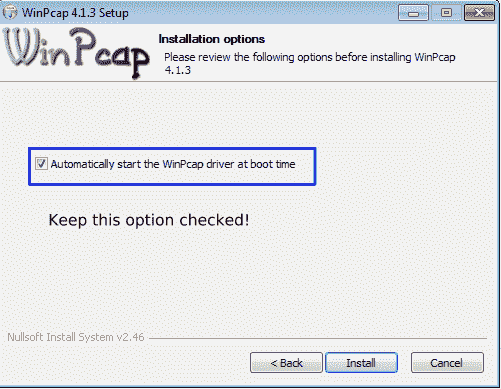 WinPcap 4.1.3 Setup
WinPcap
Installation options
Please review the following options before installing WinPcap
4.1.3
Automatically start the WinPcap driver at boot time
Keep this option checked!
Nullsoft Install System v2.46
< Back
Install
Cancel